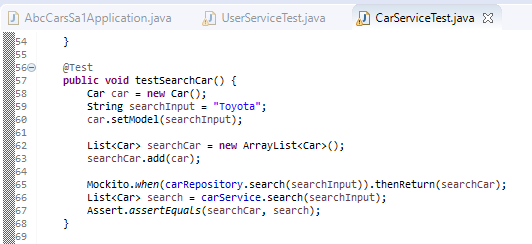 AbcCarsSa1Application.java UserServiceTest.java CarServiceTest.java
54 }
55
56 @Test
57 public void testSearchCar() {
58 Car car = new Car();
59 String searchInput = "Toyota";
60 car.setModel(searchInput);
61
62 List<Car> searchCar = new ArrayList<Car>();
63 searchCar.add(car);
64
65 Mockito.when(carRepository.search(searchInput)).thenReturn(searchCar);
66 List<Car> search = carService.search(searchInput);
67 Assert.assertEquals(searchCar, search);
68 }
69